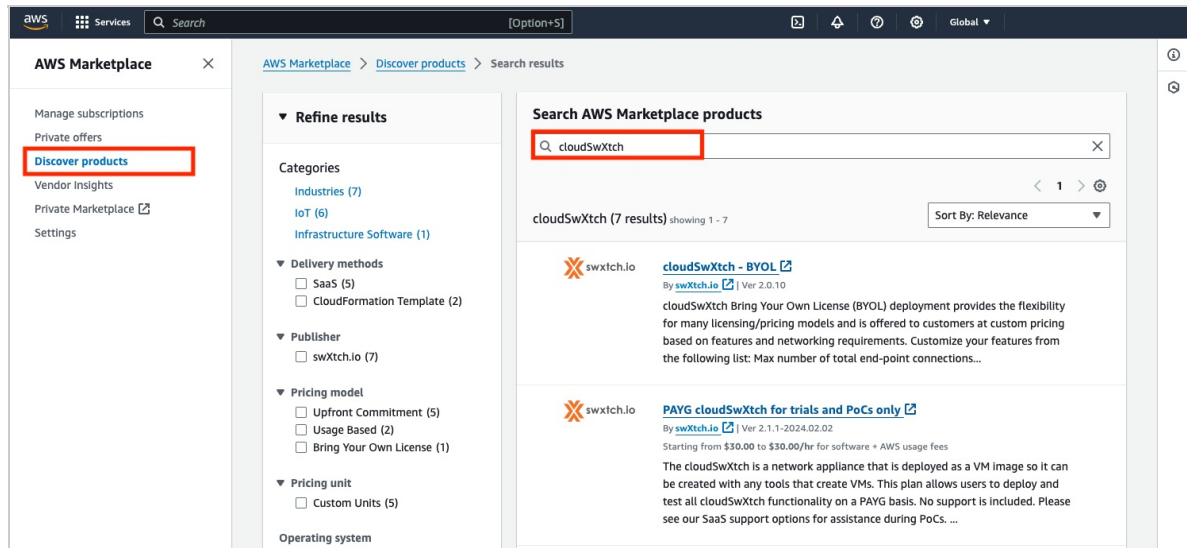 aws
Services
Search
[Option+S]
Global
AWS Marketplace
Manage subscriptions
Private offers
Discover products
Vendor Insights
Private Marketplace
Settings
AWS Marketplace > Discover products > Search results
Refine results
Categories
Industries (7)
IoT (6)
Infrastructure Software (1)
Delivery methods
SaaS (5)
CloudFormation Template (2)
Publisher
swXtch.io (7)
Pricing model
Upfront Commitment (5)
Usage Based (2)
Bring Your Own License (1)
Pricing unit
Custom Units (5)
Operating system
Search AWS Marketplace products
cloudSwXtch
< 1 >
cloudSwXtch (7 results) showing 1 - 7
Sort By: Relevance
swxtch.io
cloudSwXtch - BYOL
By swXtch.io | Ver 2.0.10
cloudSwXtch Bring Your Own License (BYOL) deployment provides the flexibility
for many licensing/pricing models and is offered to customers at custom pricing
based on features and networking requirements. Customize your features from
the following list: Max number of total end-point connections...
swxtch.io
PAYG cloudSwXtch for trials and PoCs only
By swXtch.io | Ver 2.1.1-2024.02.02
Starting from $30.00 to $30.00/hr for software + AWS usage fees
The cloudSwXtch is a network appliance that is deployed as a VM image so it can
be created with any tools that create VMs. This plan allows users to deploy and
test all cloudSwXtch functionality on a PAYG basis. No support is included. Please
see our SaaS support options for assistance during PoCs. ...